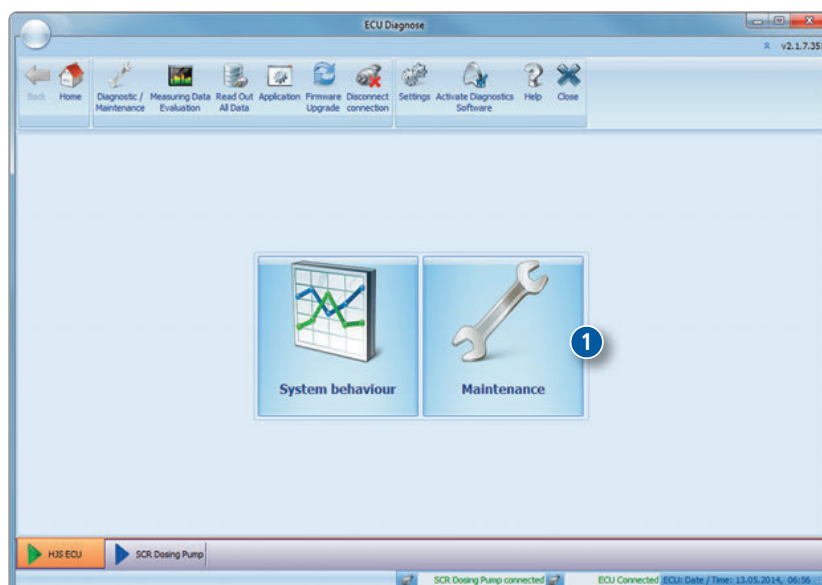 ECU Diagnose
v2.1.7.35
Back Home Diagnostic / Measuring Data Read Out Application Firmware Disconnect Settings Activate Diagnostics Help Close
Maintenance Evaluation All Data Upgrade connection Software
System behaviour Maintenance
1
HJS ECU SCR Dosing Pump
SCR Dosing Pump connected ECU Connected ECU: Date / Time: 13.05.2014, 06:56